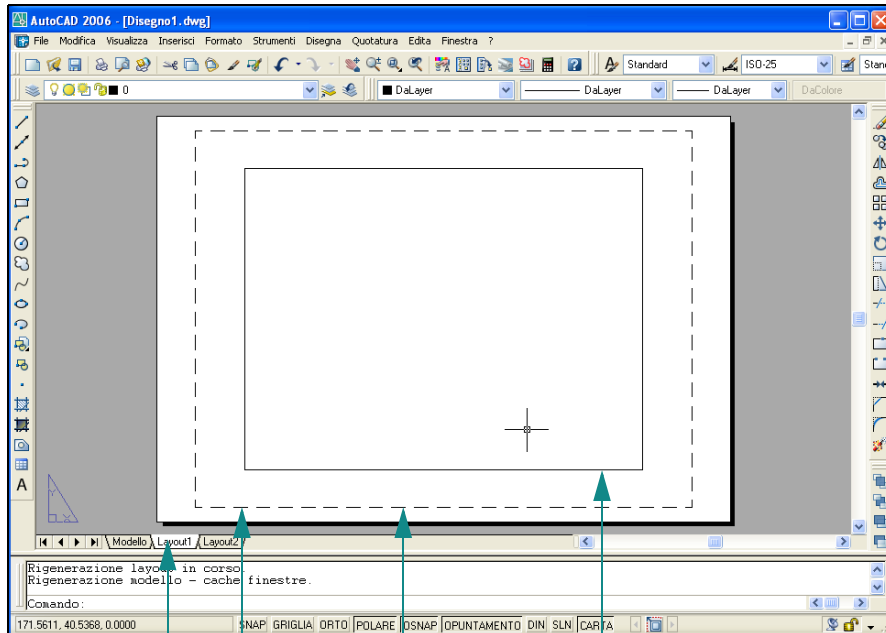 AutoCAD 2006 - [Disegno1.dwg]
File Modifica Visualizza Inserisci Formato Strumenti Disegna Quotatura Edita Finestra ?
Standard ISO-25 Stan
0 DaLayer DaLayer DaLayer DaColore
A
Modello Layout1 Layout2
Rigenerazione layout in corso.
Rigenerazione modello - cache finestre.
Comando:
171.5611, 40.5368, 0.0000 SNAP GRIGLIA ORTO POLARE OSNAP OPUNTAMENTO DIN SLN CARTA